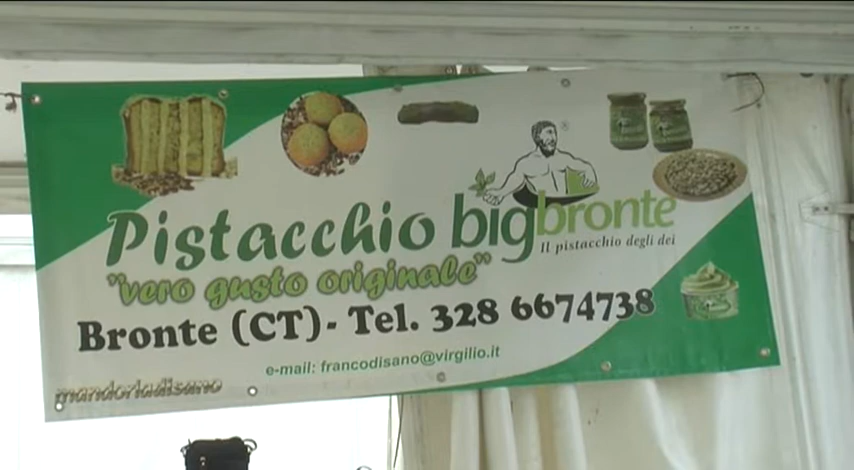 Pistacchio bigbronte ®
Il pistacchio degli dei
"vero gusto originale"
Bronte (CT) - Tel. 328 6674738
e-mail: francodisano@virgilio.it
mandorladisano